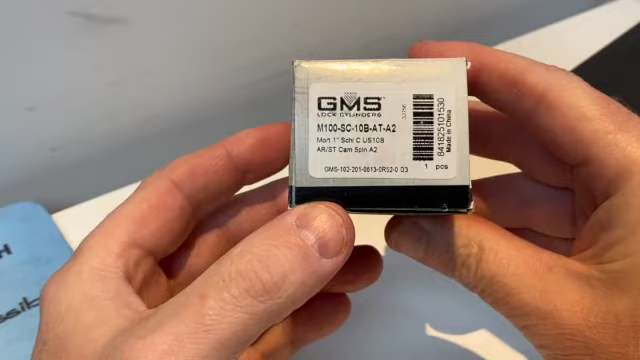 GMS
LOCK CYLINDERS
M100-SC-10B-AT-A2
Mort 1" Schl C US10B
AR/ST Cam 5pin A2
GMS-102-201-0813-0R52-0 03
841825101530
Made in China
1 pcs
H